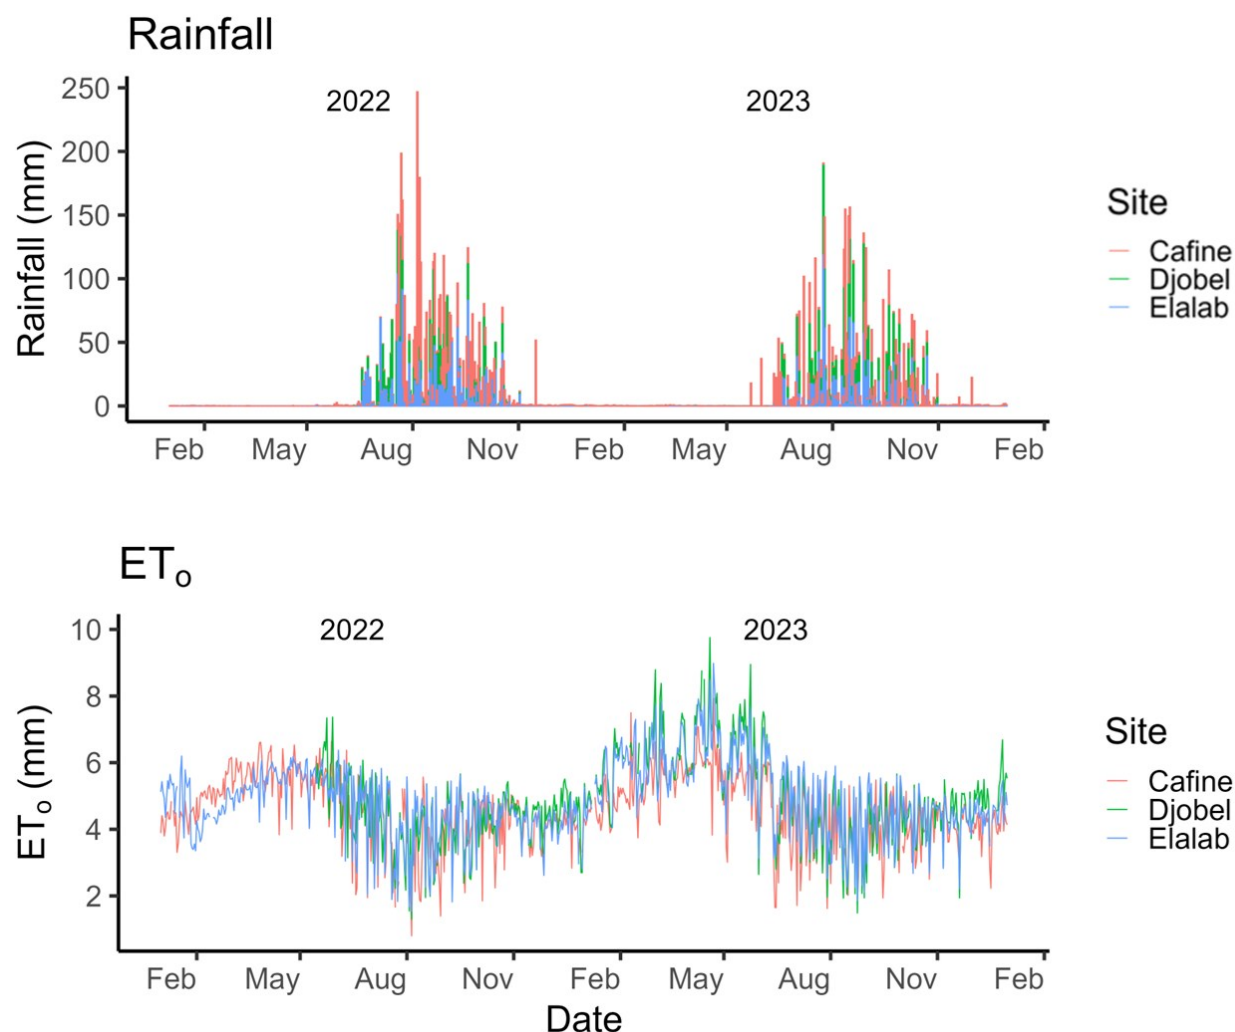 Rainfall
Rainfall (mm)
250
200
150
100
50
0
2022
2023
Feb May Aug Nov Feb May Aug Nov Feb
Site
Cafine
Djobel
Elalab
ETo
ETo (mm)
10
8
6
4
2
2022
2023
Feb May Aug Nov Feb May Aug Nov Feb
Date
Site
Cafine
Djobel
Elalab